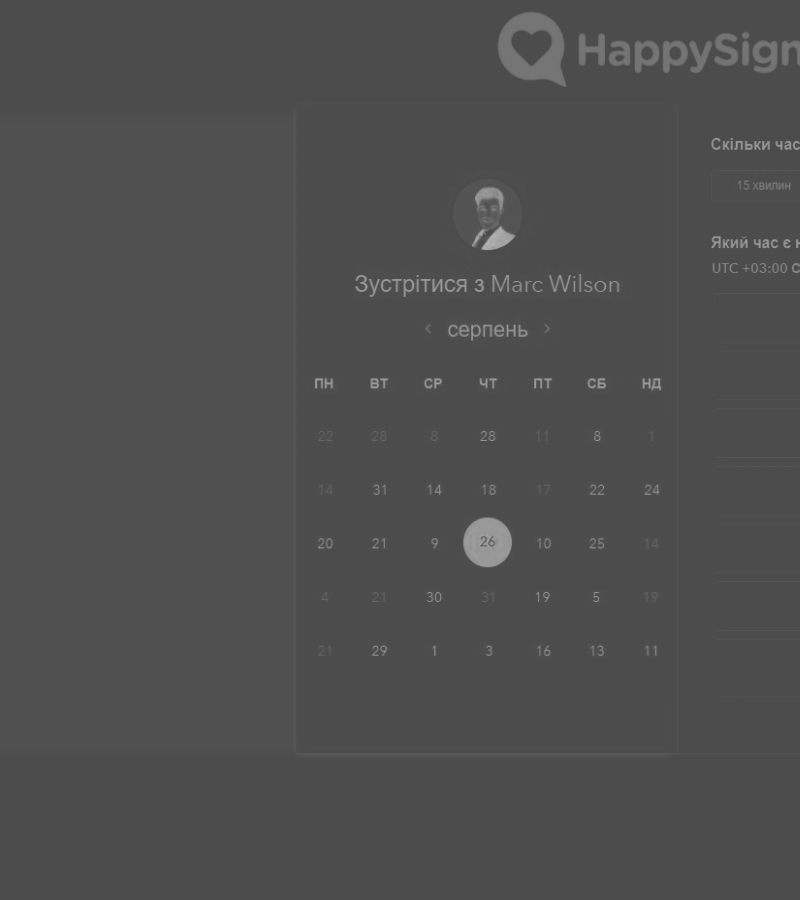 HappySign
Зустрітися з Marc Wilson
‹ серпень ›
ПН ВТ СР ЧТ ПТ СБ НД
22 28 8 28 11 8 1
14 31 14 18 17 22 24
20 21 9 26 10 25 14
4 21 30 31 19 5 19
21 29 1 3 16 13 11
Скільки час
15 хвилин
Який час є н
UTC +03:00 С